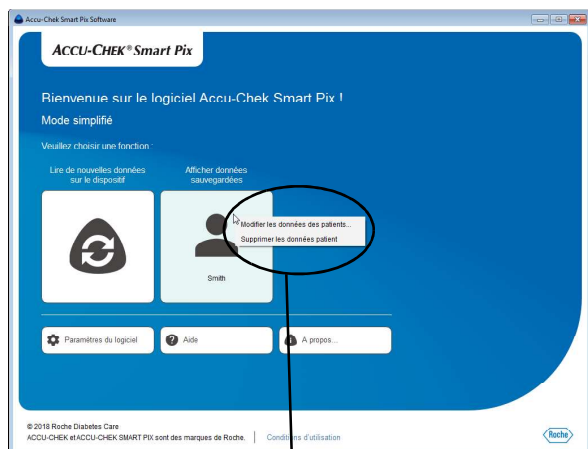 Accu-Chek Smart Pix Software
ACCU-CHEK® Smart Pix
Bienvenue sur le logiciel Accu-Chek Smart Pix !
Mode simplifié
Veuillez choisir une fonction :
Lire de nouvelles données
sur le dispositif
Afficher données
sauvegardées
Modifier les données des patients...
Supprimer les données patient
Smith
Paramètres du logiciel
Aide
A propos...
© 2018 Roche Diabetes Care
ACCU-CHEK et ACCU-CHEK SMART PIX sont des marques de Roche.
Conditions d'utilisation
Roche